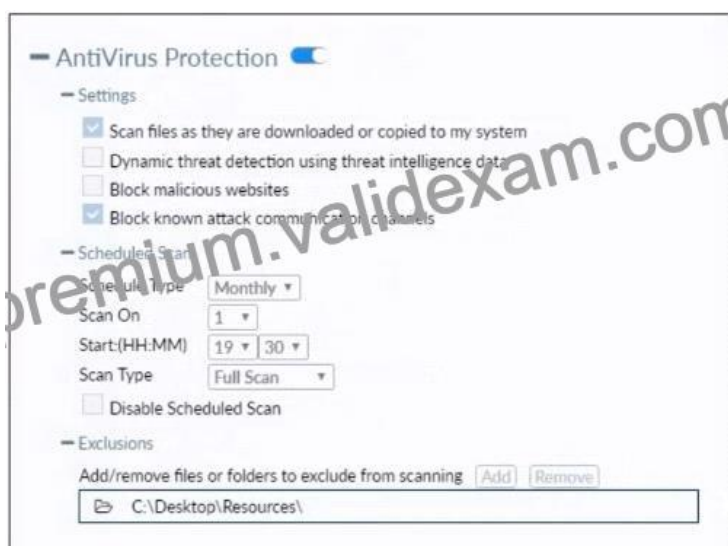 AntiVirus Protection
Settings
Scan files as they are downloaded or copied to my system
Dynamic threat detection using threat intelligence data
Block malicious websites
Block known attack communication channels
Scheduled Scan
Schedule Type Monthly
Scan On 1
Start:(HH:MM) 19 30
Scan Type Full Scan
Disable Scheduled Scan
Exclusions
Add/remove files or folders to exclude from scanning Add Remove
C:\Desktop\Resources\
premium.validexam.com